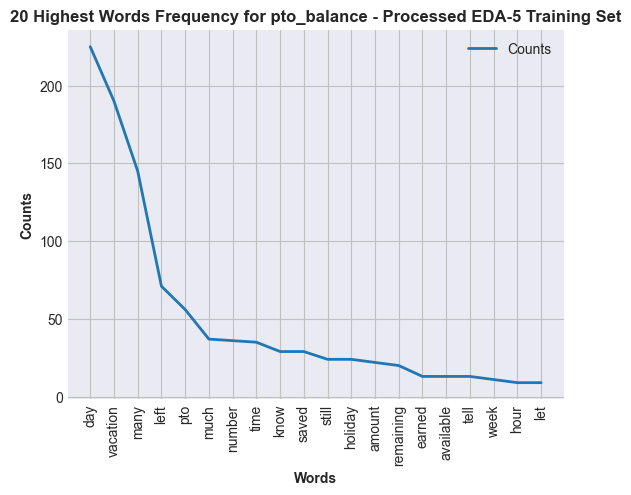 20 Highest Words Frequency for pto_balance - Processed EDA-5 Training Set
Counts
200
150
100
50
0
Counts
day
vacation
many
left
pto
much
number
time
know
saved
still
holiday
amount
remaining
earned
available
tell
week
hour
let
Words